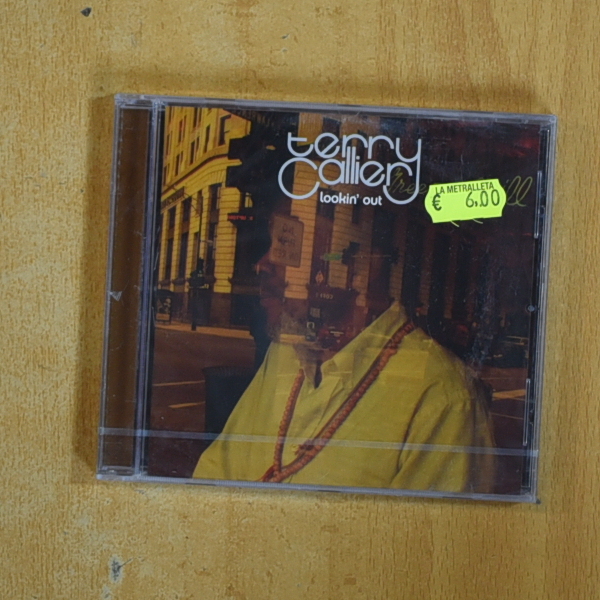 terry
Callier
lookin' out
LA METRALLETA
€ 6,00